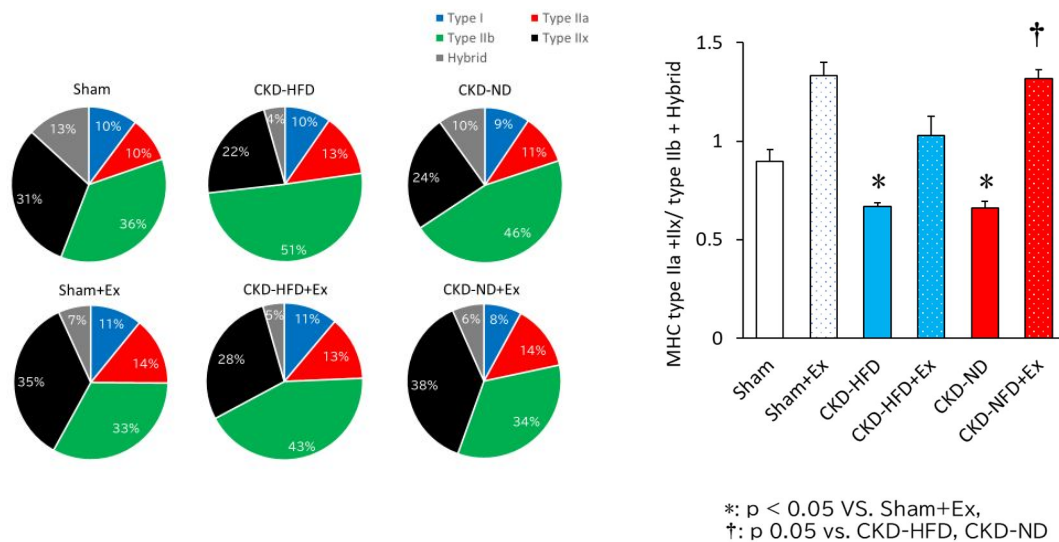 Type I
Type IIa
Type IIb
Type IIx
Hybrid
Sham
13%
10%
10%
31%
36%
CKD-HFD
4%
10%
13%
22%
51%
CKD-ND
10%
9%
11%
24%
46%
Sham+Ex
7%
11%
14%
35%
33%
CKD-HFD+Ex
5%
11%
13%
28%
43%
CKD-ND+Ex
6%
8%
14%
38%
34%
MHC type IIa +IIx/ type IIb + Hybrid
1.5
1
0.5
0
*
*
†
Sham
Sham+Ex
CKD-HFD
CKD-HFD+Ex
CKD-ND
CKD-NFD+Ex
*: p < 0.05 VS. Sham+Ex,
†: p 0.05 vs. CKD-HFD, CKD-ND